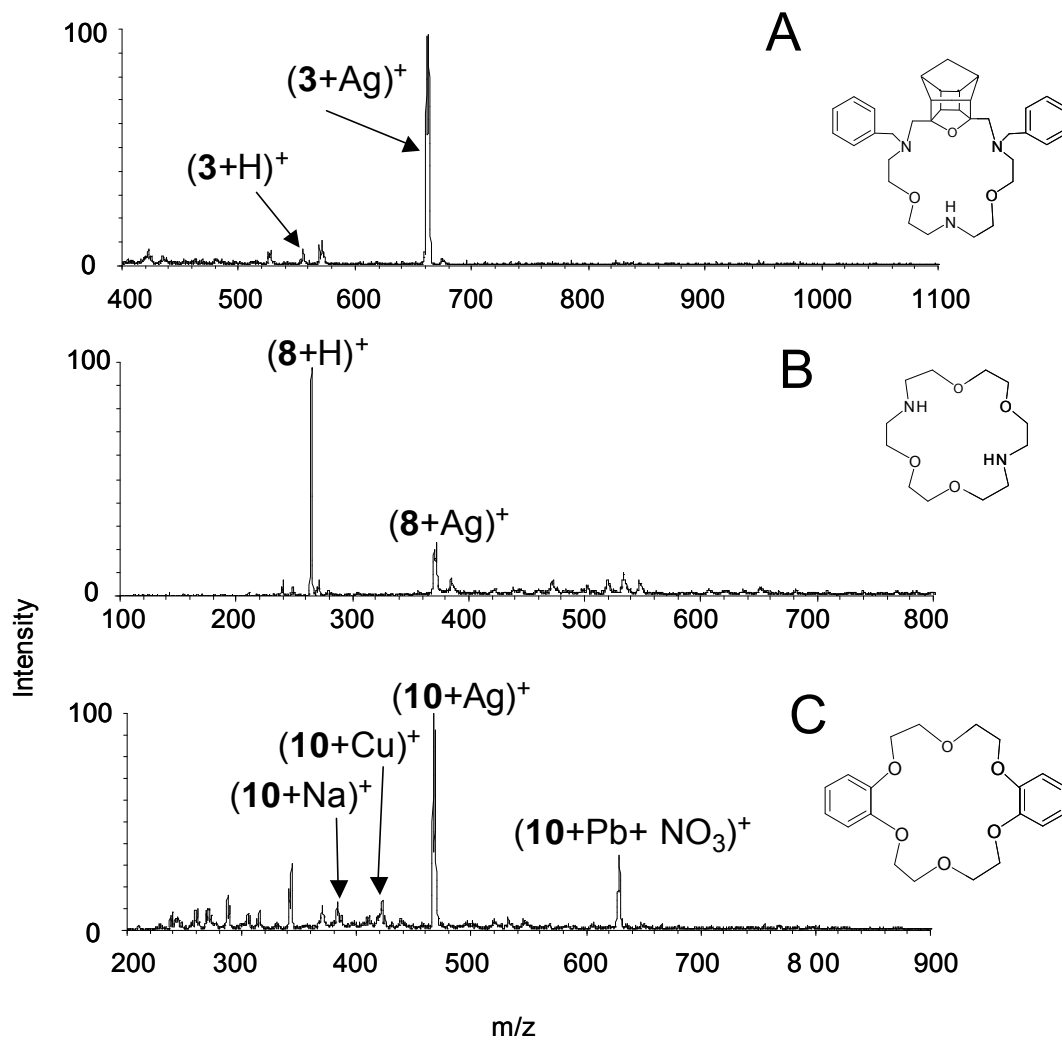 A
100
(3+Ag)+
(3+H)+
0
400 500 600 700 800 900 1000 1100
O
N N
O O
H
N
B
100
(8+H)+
(8+Ag)+
0
100 200 300 400 500 600 700 800
O
NH O
O HN
O
C
100
(10+Ag)+
(10+Cu)+
(10+Na)+
(10+Pb+ NO3)+
0
200 300 400 500 600 700 8 00 900
O
O O
O O
O
Intensity
m/z